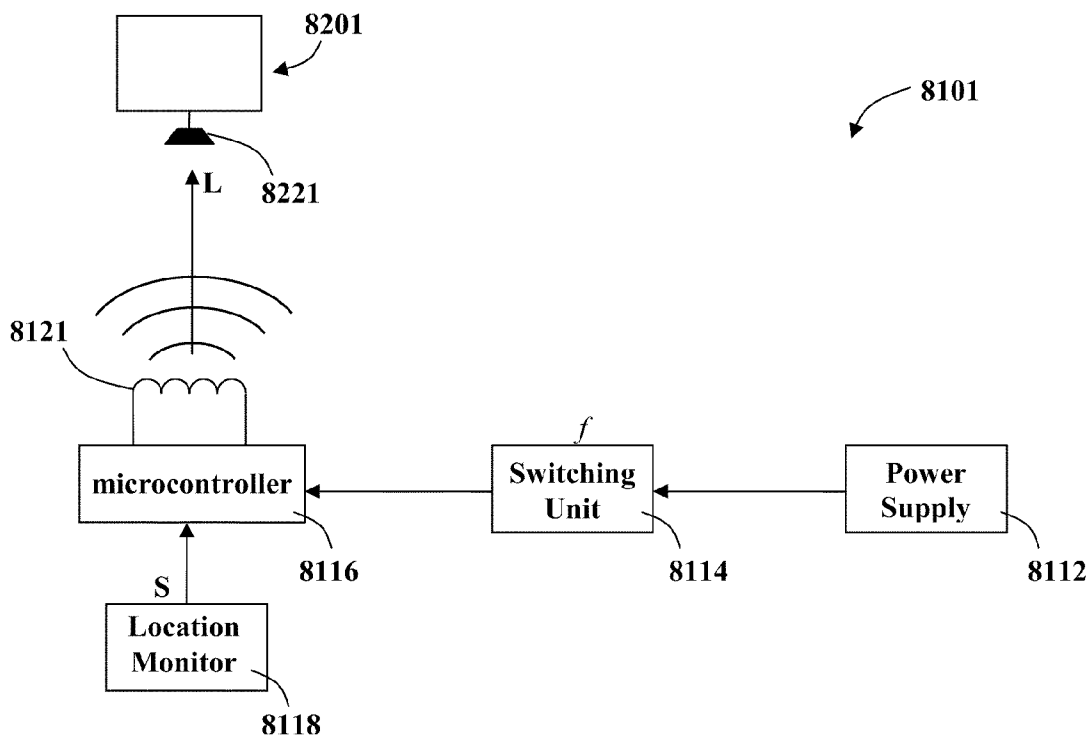 8201
8101
8221
L
8121
f
microcontroller
Switching
Unit
Power
Supply
8116
8114
8112
S
Location
Monitor
8118